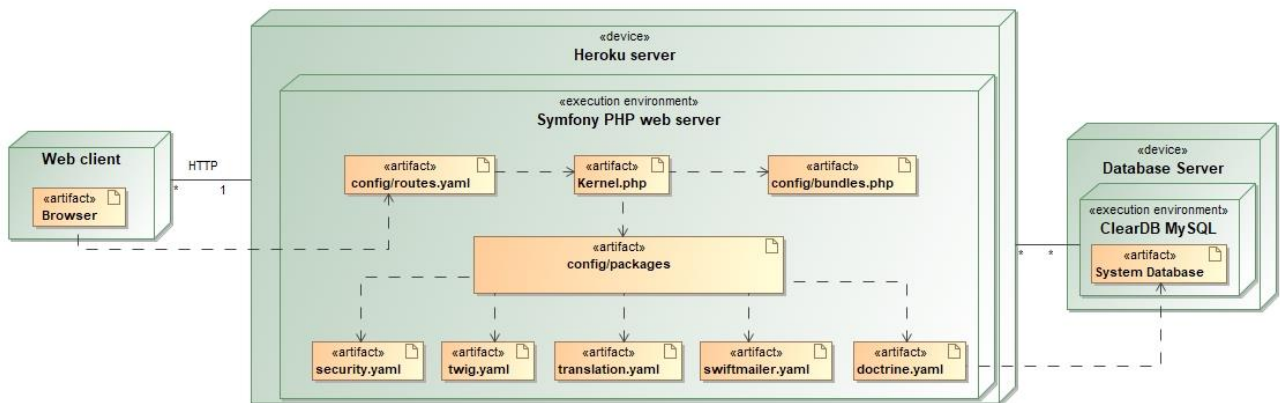 «device»
Heroku server
«execution environment»
Symfony PHP web server
Web client
«artifact»
Browser
HTTP
*
1
«artifact»
config/routes.yaml
«artifact»
Kernel.php
«artifact»
config/bundles.php
«artifact»
config/packages
«artifact»
security.yaml
«artifact»
twig.yaml
«artifact»
translation.yaml
«artifact»
swiftmailer.yaml
«artifact»
doctrine.yaml
*
*
«device»
Database Server
«execution environment»
ClearDB MySQL
«artifact»
System Database